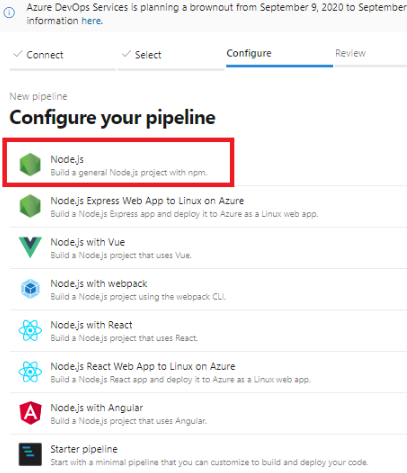 Azure DevOps Services is planning a brownout from September 9, 2020 to September
information here.
Connect
Select
Configure
Review
New pipeline
Configure your pipeline
Node.js
Build a general Node.js project with npm.
Node.js Express Web App to Linux on Azure
Build a Node.js Express app and deploy it to Azure as a Linux web app.
Node.js with Vue
Build a Node.js project that uses Vue.
Node.js with webpack
Build a Node.js project using the webpack CLI.
Node.js with React
Build a Node.js project that uses React.
Node.js React Web App to Linux on Azure
Build a Node.js React app and deploy it to Azure as a Linux web app.
Node.js with Angular
Build a Node.js project that uses Angular.
Starter pipeline
Start with a minimal pipeline that you can customize to build and deploy your code.